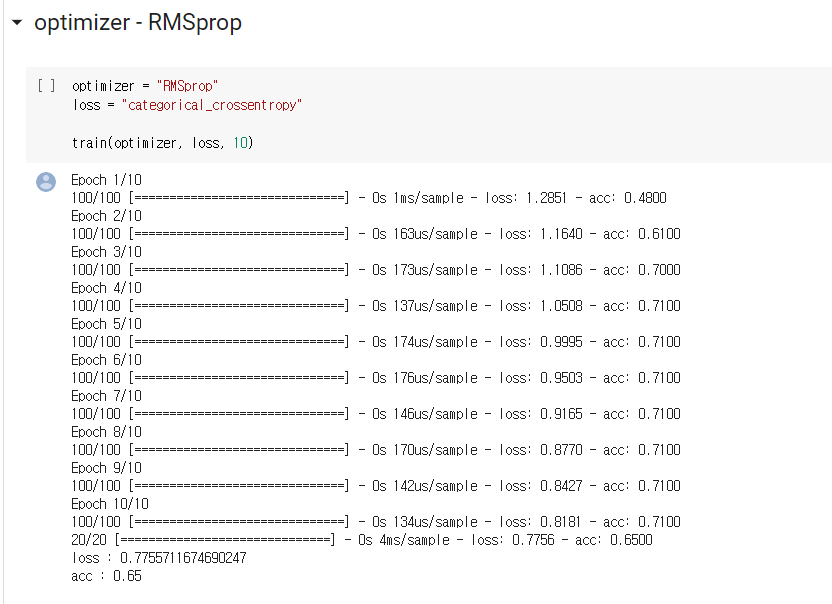 optimizer - RMSprop
[ ] optimizer = "RMSprop"
loss = "categorical_crossentropy"
train(optimizer, loss, 10)
Epoch 1/10
100/100 [==============================] - 0s 1ms/sample - loss: 1.2851 - acc: 0.4800
Epoch 2/10
100/100 [==============================] - 0s 163us/sample - loss: 1.1640 - acc: 0.6100
Epoch 3/10
100/100 [==============================] - 0s 173us/sample - loss: 1.1086 - acc: 0.7000
Epoch 4/10
100/100 [==============================] - 0s 137us/sample - loss: 1.0508 - acc: 0.7100
Epoch 5/10
100/100 [==============================] - 0s 174us/sample - loss: 0.9995 - acc: 0.7100
Epoch 6/10
100/100 [==============================] - 0s 176us/sample - loss: 0.9503 - acc: 0.7100
Epoch 7/10
100/100 [==============================] - 0s 146us/sample - loss: 0.9165 - acc: 0.7100
Epoch 8/10
100/100 [==============================] - 0s 170us/sample - loss: 0.8770 - acc: 0.7100
Epoch 9/10
100/100 [==============================] - 0s 142us/sample - loss: 0.8427 - acc: 0.7100
Epoch 10/10
100/100 [==============================] - 0s 134us/sample - loss: 0.8181 - acc: 0.7100
20/20 [==============================] - 0s 4ms/sample - loss: 0.7756 - acc: 0.6500
loss : 0.7755711674690247
acc : 0.65